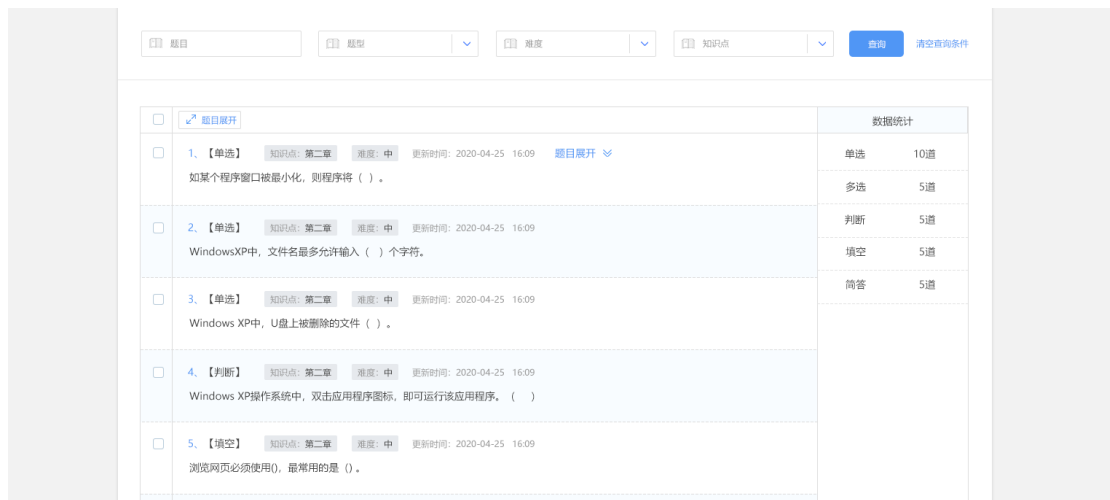 题目 题型 难度 知识点 查询 清空查询条件
题目展开 数据统计
1、【单选】 知识点：第二章 难度：中 更新时间：2020-04-25 16:09 题目展开
如某个程序窗口被最小化，则程序将（ ）。
2、【单选】 知识点：第二章 难度：中 更新时间：2020-04-25 16:09
WindowsXP中，文件名最多允许输入（ ）个字符。
3、【单选】 知识点：第二章 难度：中 更新时间：2020-04-25 16:09
Windows XP中，U盘上被删除的文件（ ）。
4、【判断】 知识点：第二章 难度：中 更新时间：2020-04-25 16:09
Windows XP操作系统中，双击应用程序图标，即可运行该应用程序。（ ）
5、【填空】 知识点：第二章 难度：中 更新时间：2020-04-25 16:09
浏览网页必须使用()，最常用的是 () 。
单选 10道
多选 5道
判断 5道
填空 5道
简答 5道